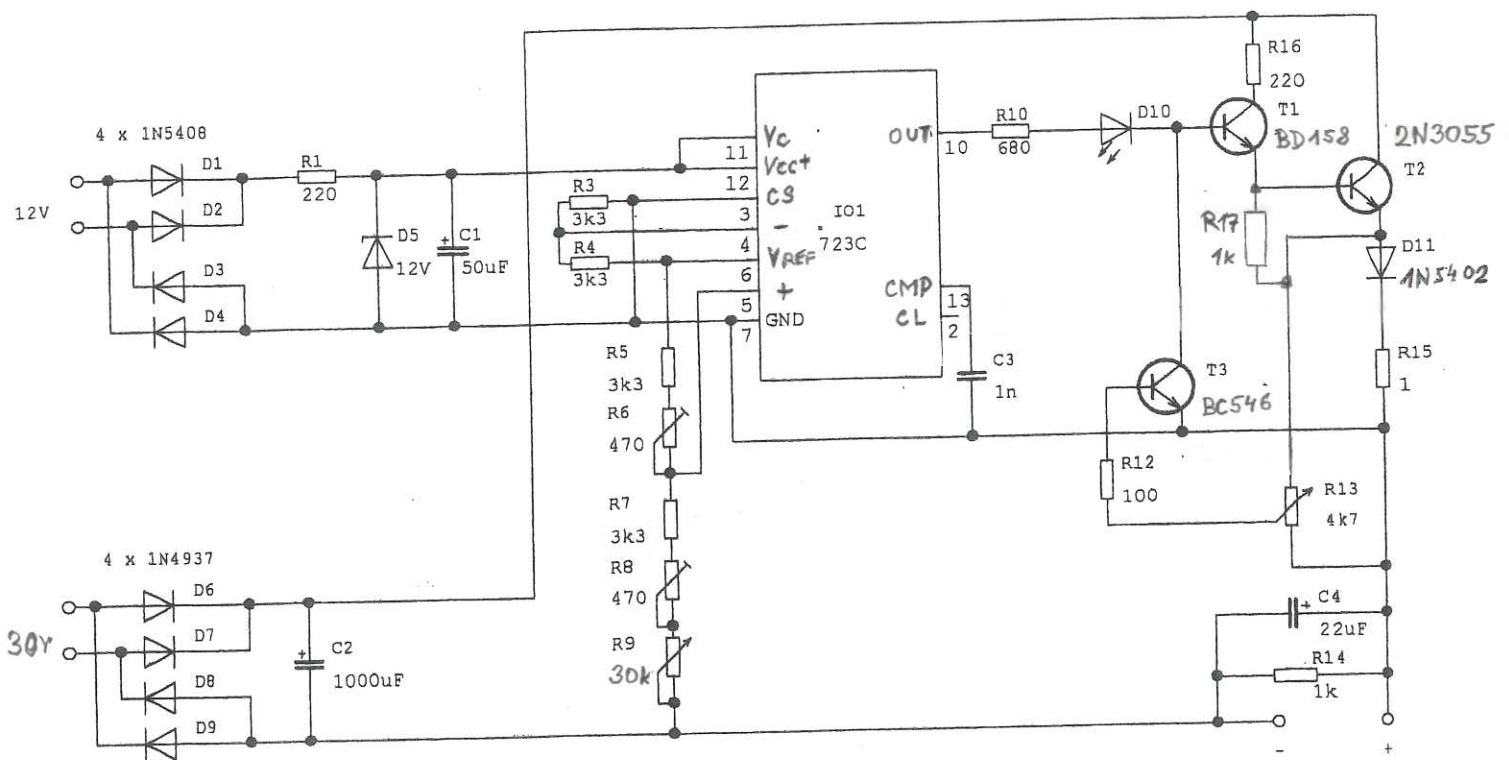 R16
220
4 x 1N5408
T1
BD158
2N3055
T2
D1
R1
220
12V
D2
D3
D4
D5
12V
C1
50uF
R3
3k3
R4
3k3
Vc
11
Vcc+
12
CS
3
-
4
VREF
6
+
5
GND
7
IO1
723C
OUT
10
CMP
13
CL
2
R10
680
D10
R17
1k
D11
1N5402
R15
1
C3
1n
T3
BC546
R5
3k3
R6
470
R12
100
R13
4k7
R7
3k3
R8
470
R9
30k
4 x 1N4937
D6
30V
D7
D8
D9
C2
1000uF
C4
22uF
R14
1k
-
+